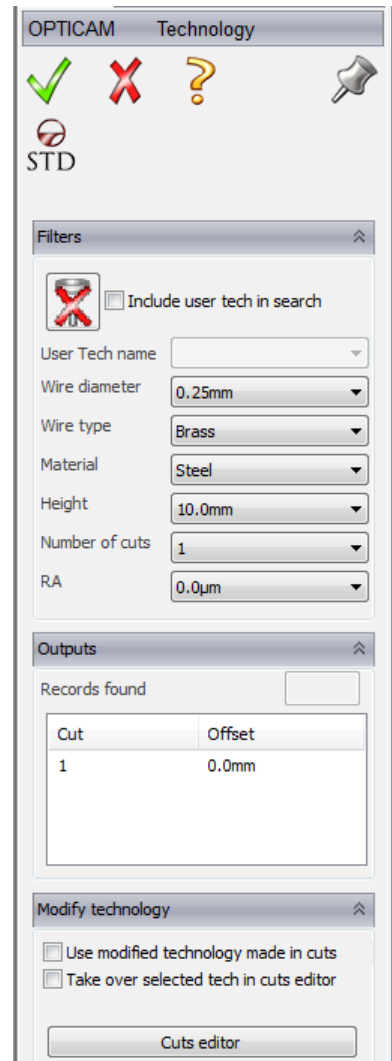 OPTICAM Technology
STD
Filters
Include user tech in search
User Tech name
Wire diameter 0.25mm
Wire type Brass
Material Steel
Height 10.0mm
Number of cuts 1
RA 0.0µm
Outputs
Records found
Cut Offset
1 0.0mm
Modify technology
Use modified technology made in cuts
Take over selected tech in cuts editor
Cuts editor